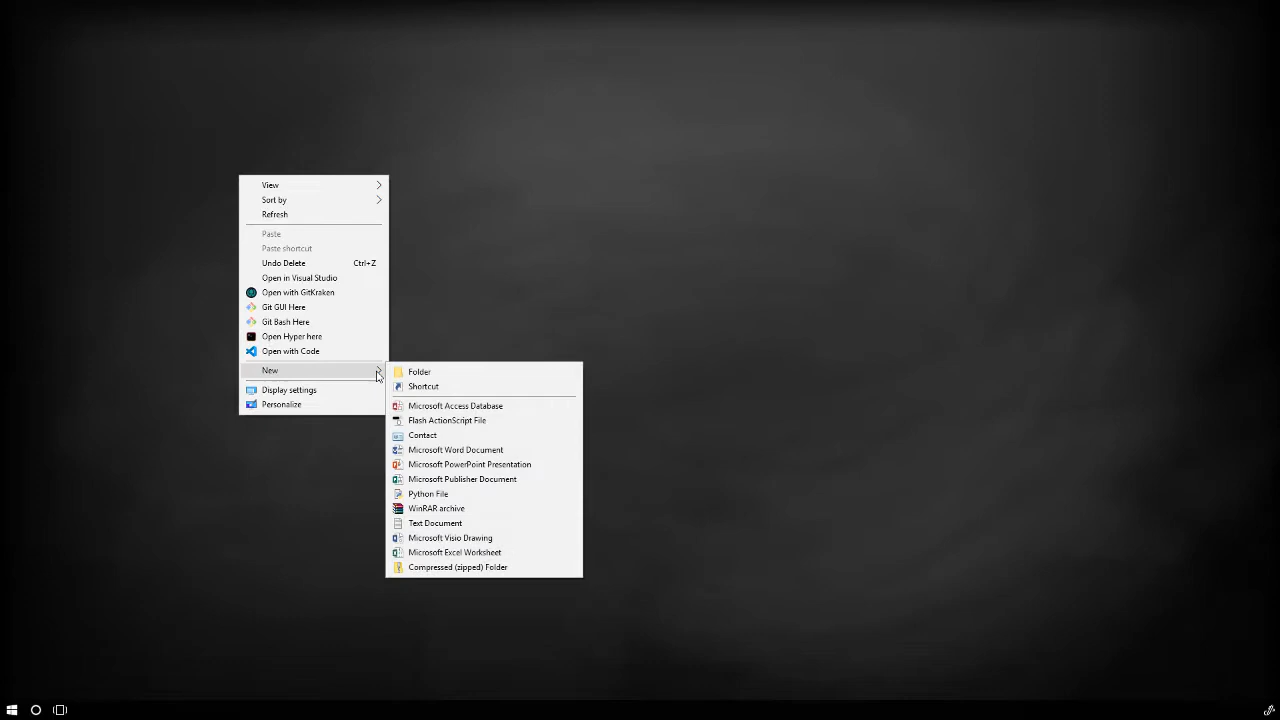 View
Sort by
Refresh
Paste
Paste shortcut
Undo Delete Ctrl+Z
Open in Visual Studio
Open with GitKraken
Git GUI Here
Git Bash Here
Open Hyper here
Open with Code
New
Display settings
Personalize
Folder
Shortcut
Microsoft Access Database
Flash ActionScript File
Contact
Microsoft Word Document
Microsoft PowerPoint Presentation
Microsoft Publisher Document
Python File
WinRAR archive
Text Document
Microsoft Visio Drawing
Microsoft Excel Worksheet
Compressed (zipped) Folder